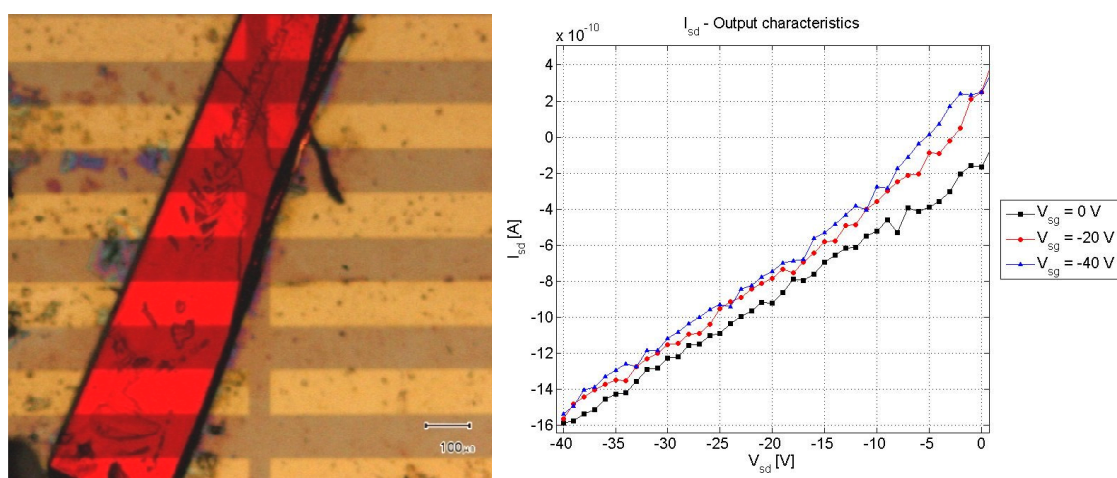 100µm
I_sd - Output characteristics
x 10^-10
4
2
0
-2
-4
-6
-8
-10
-12
-14
-16
I_sd [A]
-40 -35 -30 -25 -20 -15 -10 -5 0
V_sd [V]
V_sg = 0 V
V_sg = -20 V
V_sg = -40 V